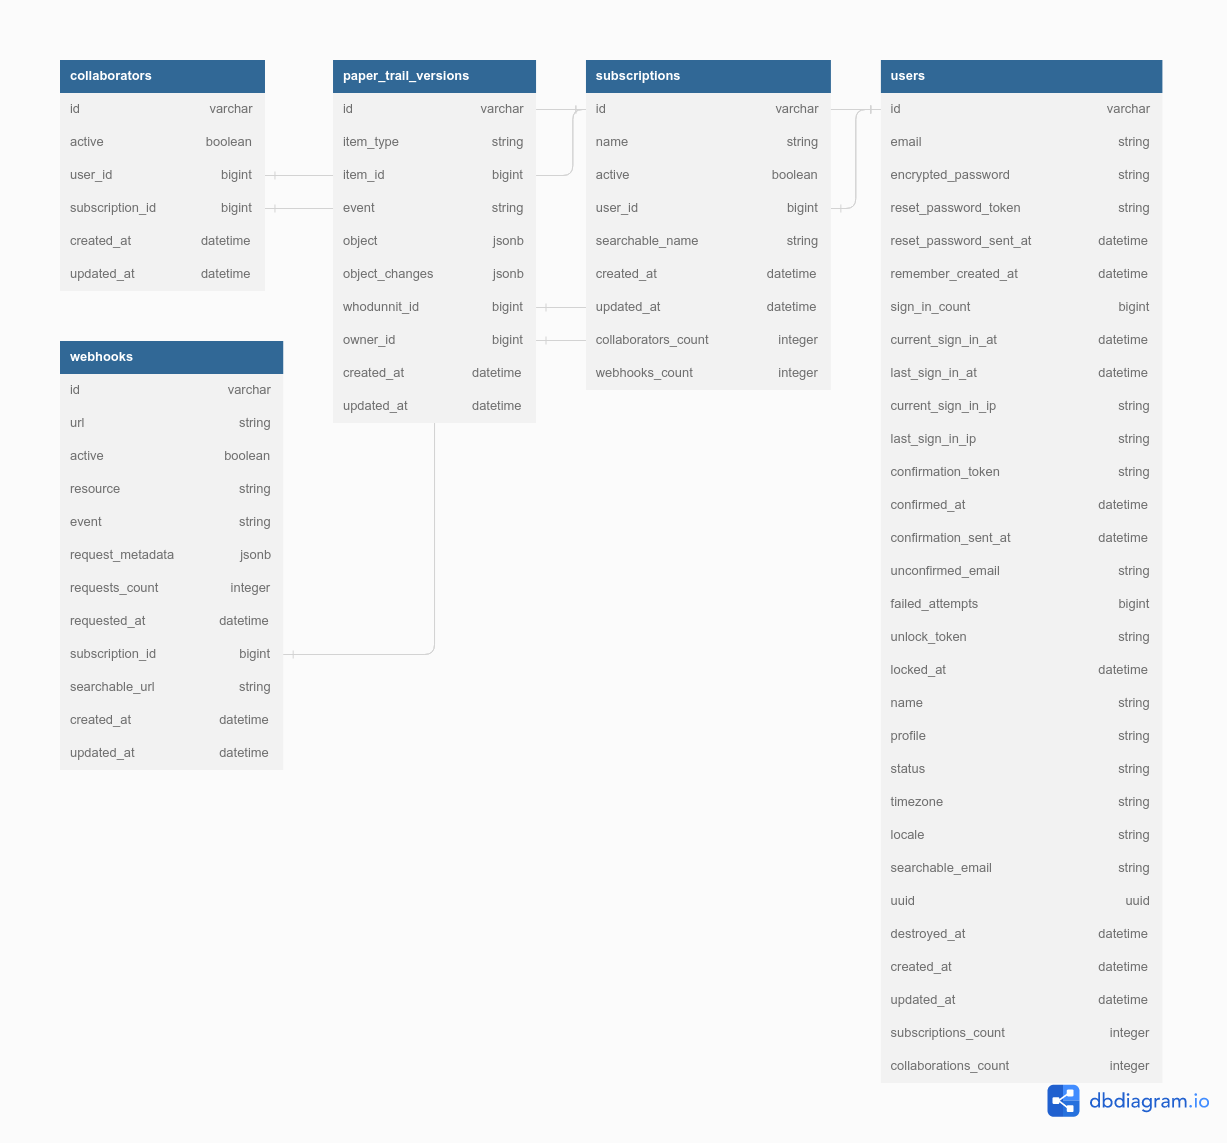 collaborators
id varchar
active boolean
user_id bigint
subscription_id bigint
created_at datetime
updated_at datetime
webhooks
id varchar
url string
active boolean
resource string
event string
request_metadata jsonb
requests_count integer
requested_at datetime
subscription_id bigint
searchable_url string
created_at datetime
updated_at datetime
paper_trail_versions
id varchar
item_type string
item_id bigint
event string
object jsonb
object_changes jsonb
whodunnit_id bigint
owner_id bigint
created_at datetime
updated_at datetime
subscriptions
id varchar
name string
active boolean
user_id bigint
searchable_name string
created_at datetime
updated_at datetime
collaborators_count integer
webhooks_count integer
users
id varchar
email string
encrypted_password string
reset_password_token string
reset_password_sent_at datetime
remember_created_at datetime
sign_in_count bigint
current_sign_in_at datetime
last_sign_in_at datetime
current_sign_in_ip string
last_sign_in_ip string
confirmation_token string
confirmed_at datetime
confirmation_sent_at datetime
unconfirmed_email string
failed_attempts bigint
unlock_token string
locked_at datetime
name string
profile string
status string
timezone string
locale string
searchable_email string
uuid uuid
destroyed_at datetime
created_at datetime
updated_at datetime
subscriptions_count integer
collaborations_count integer
dbdiagram.io